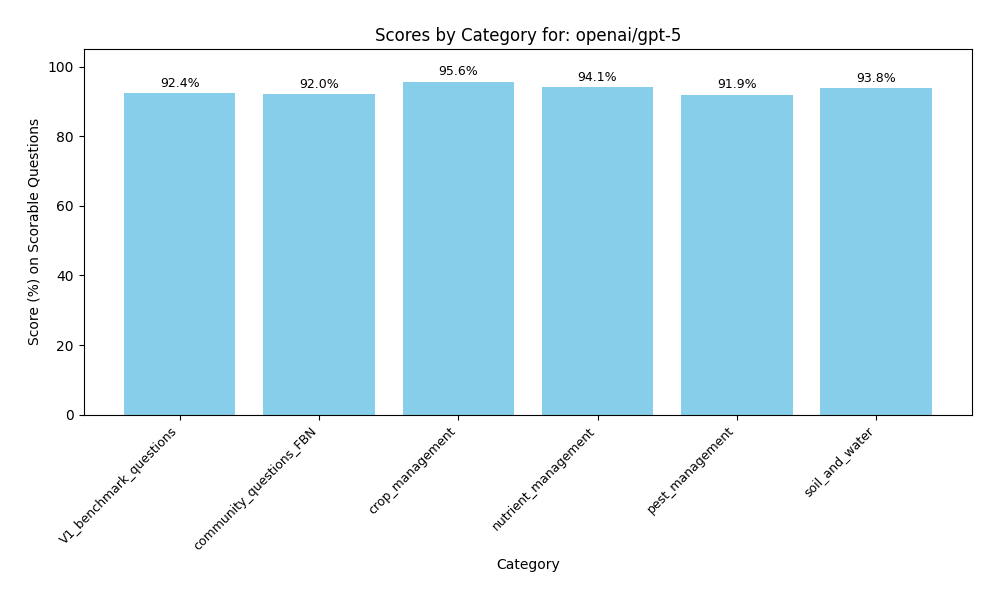 Scores by Category for: openai/gpt-5
Score (%) on Scorable Questions
100
80
60
40
20
0
92.4%
92.0%
95.6%
94.1%
91.9%
93.8%
V1_benchmark_questions
community_questions_FBN
crop_management
nutrient_management
pest_management
soil_and_water
Category